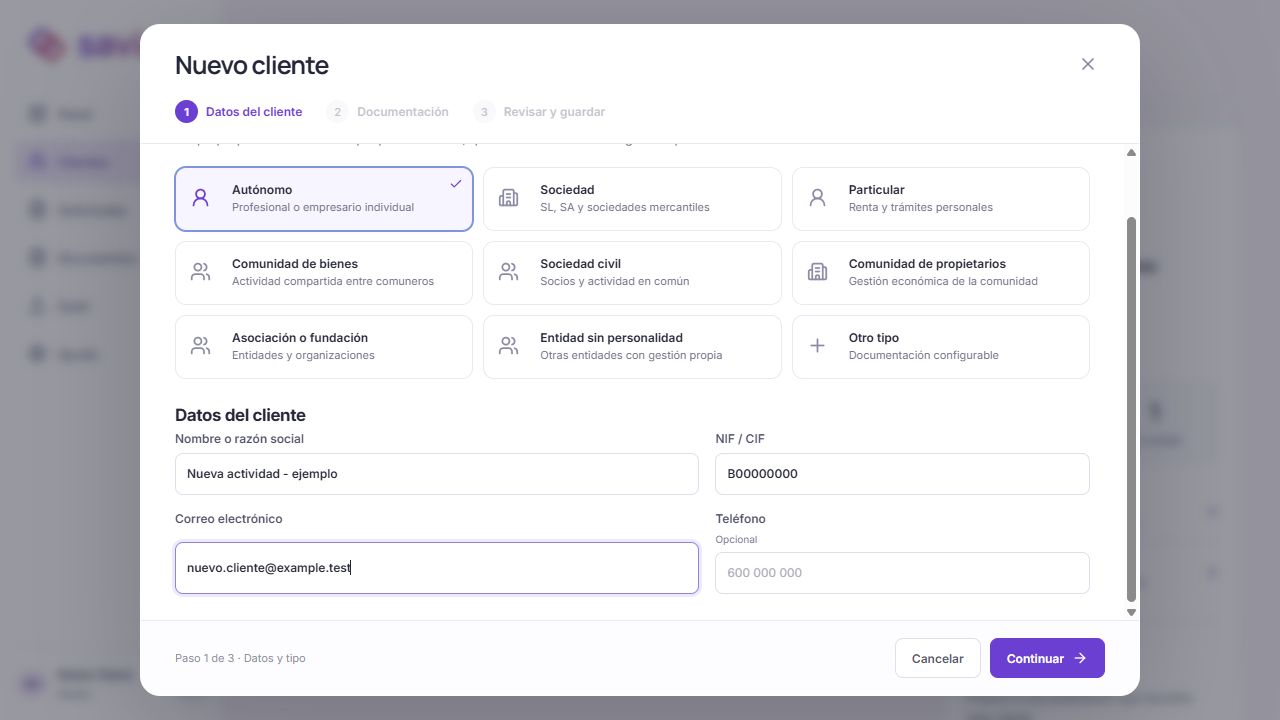 Nuevo cliente
1 Datos del cliente
2 Documentación
3 Revisar y guardar
Autónomo
Profesional o empresario individual
Sociedad
SL, SA y sociedades mercantiles
Particular
Renta y trámites personales
Comunidad de bienes
Actividad compartida entre comuneros
Sociedad civil
Socios y actividad en común
Comunidad de propietarios
Gestión económica de la comunidad
Asociación o fundación
Entidades y organizaciones
Entidad sin personalidad
Otras entidades con gestión propia
Otro tipo
Documentación configurable
Datos del cliente
Nombre o razón social
NIF / CIF
Nueva actividad - ejemplo
B00000000
Correo electrónico
Teléfono
Opcional
nuevo.cliente@example.test
600 000 000
Paso 1 de 3 · Datos y tipo
Cancelar
Continuar